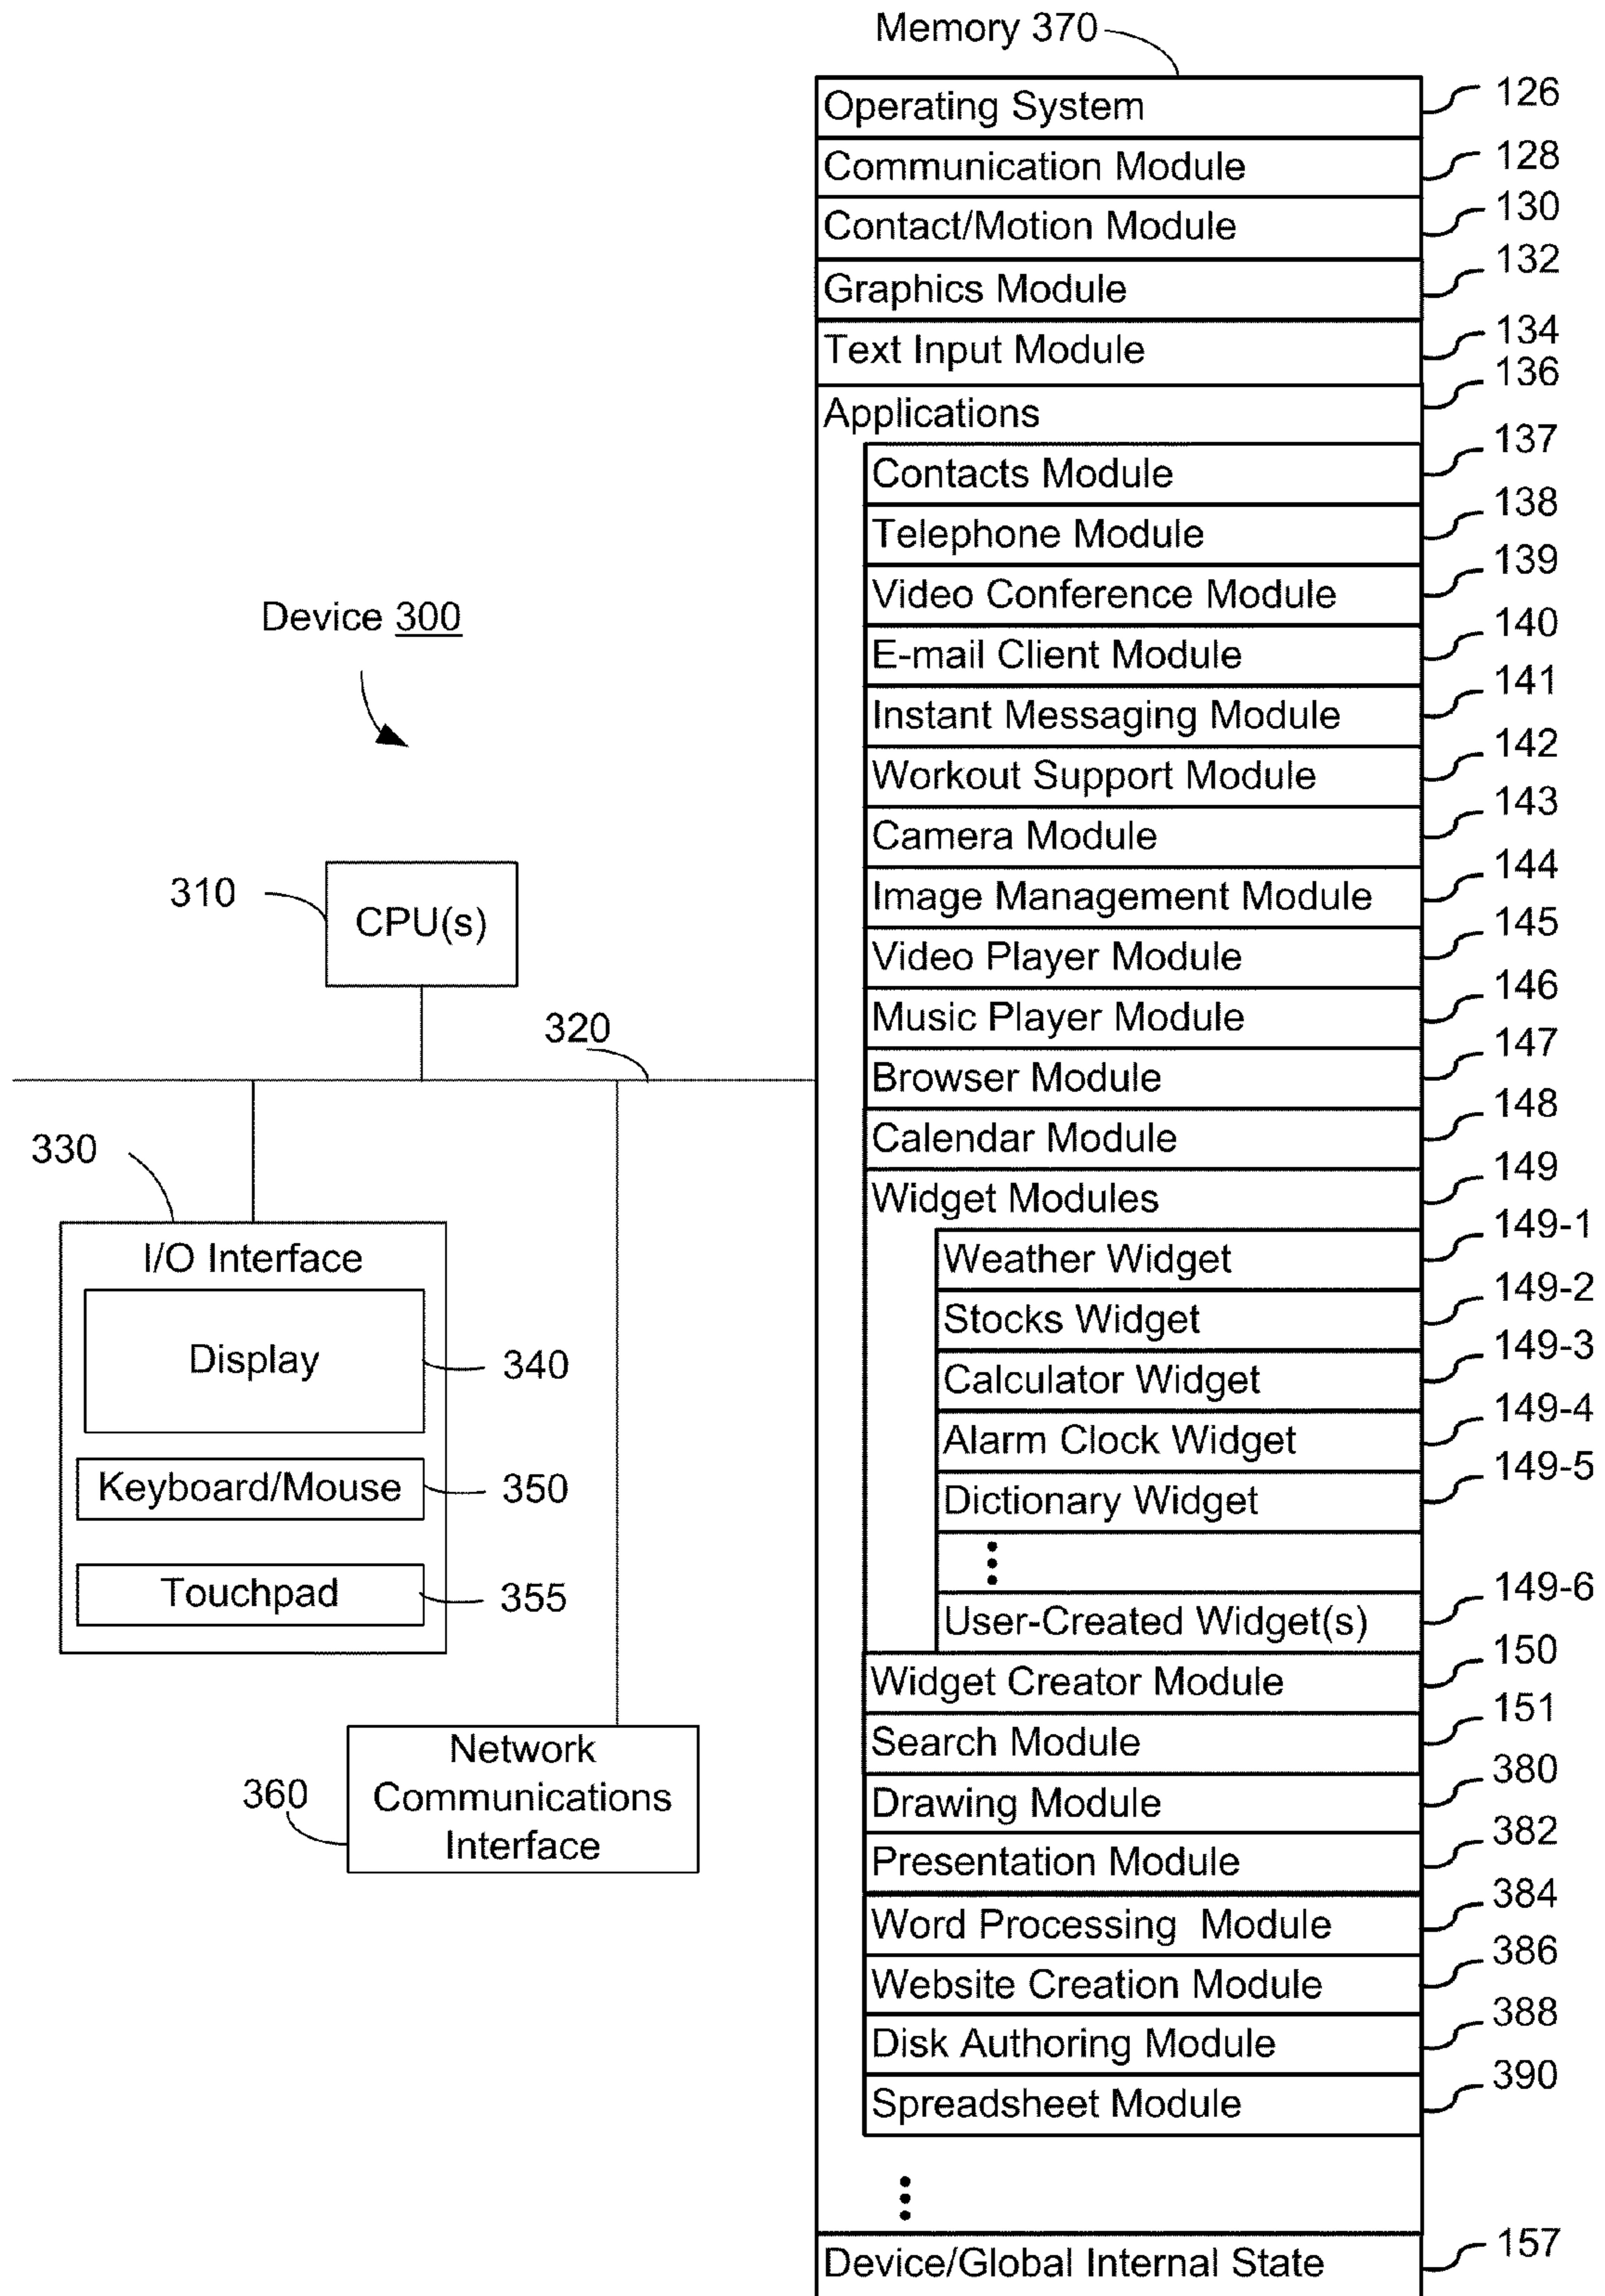 Memory 370
Operating System 126
Communication Module 128
Contact/Motion Module 130
Graphics Module 132
Text Input Module 134
Applications 136
Contacts Module 137
Telephone Module 138
Video Conference Module 139
E-mail Client Module 140
Instant Messaging Module 141
Workout Support Module 142
Camera Module 143
Image Management Module 144
Video Player Module 145
Music Player Module 146
Browser Module 147
Calendar Module 148
Widget Modules 149
Weather Widget 149-1
Stocks Widget 149-2
Calculator Widget 149-3
Alarm Clock Widget 149-4
Dictionary Widget 149-5
User-Created Widget(s) 149-6
Widget Creator Module 150
Search Module 151
Drawing Module 380
Presentation Module 382
Word Processing Module 384
Website Creation Module 386
Disk Authoring Module 388
Spreadsheet Module 390
Device/Global Internal State 157
Device 300
310
CPU(s)
320
330
I/O Interface
Display 340
Keyboard/Mouse 350
Touchpad 355
360
Network
Communications
Interface